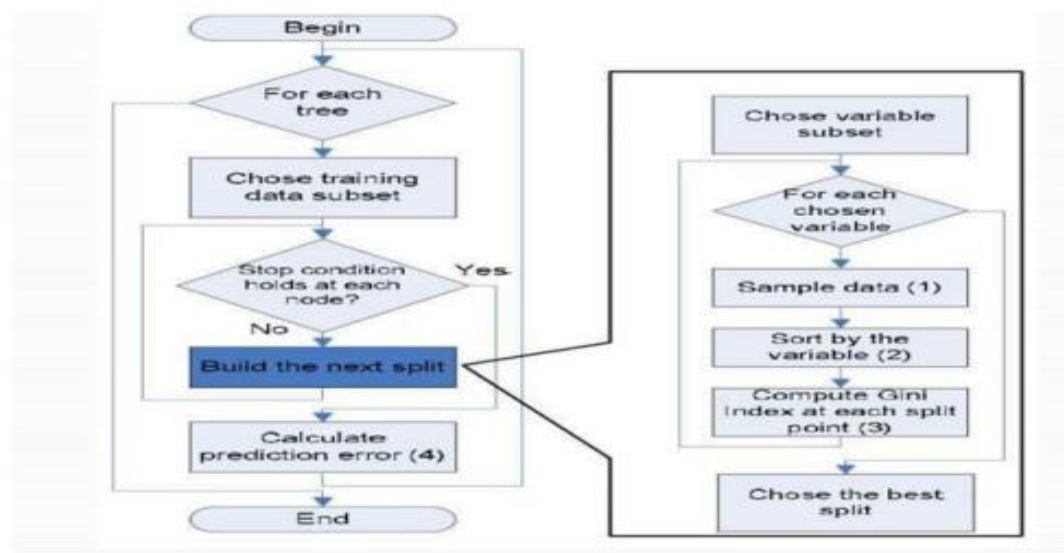 Begin
For each
tree
Chose training
data subset
Stop condition
holds at each
node?
Yes
No
Build the next split
Calculate
prediction error (4)
End
Chose variable
subset
For each
chosen
variable
Sample data (1)
Sort by the
variable (2)
Compute Gini
Index at each split
point (3)
Chose the best
split